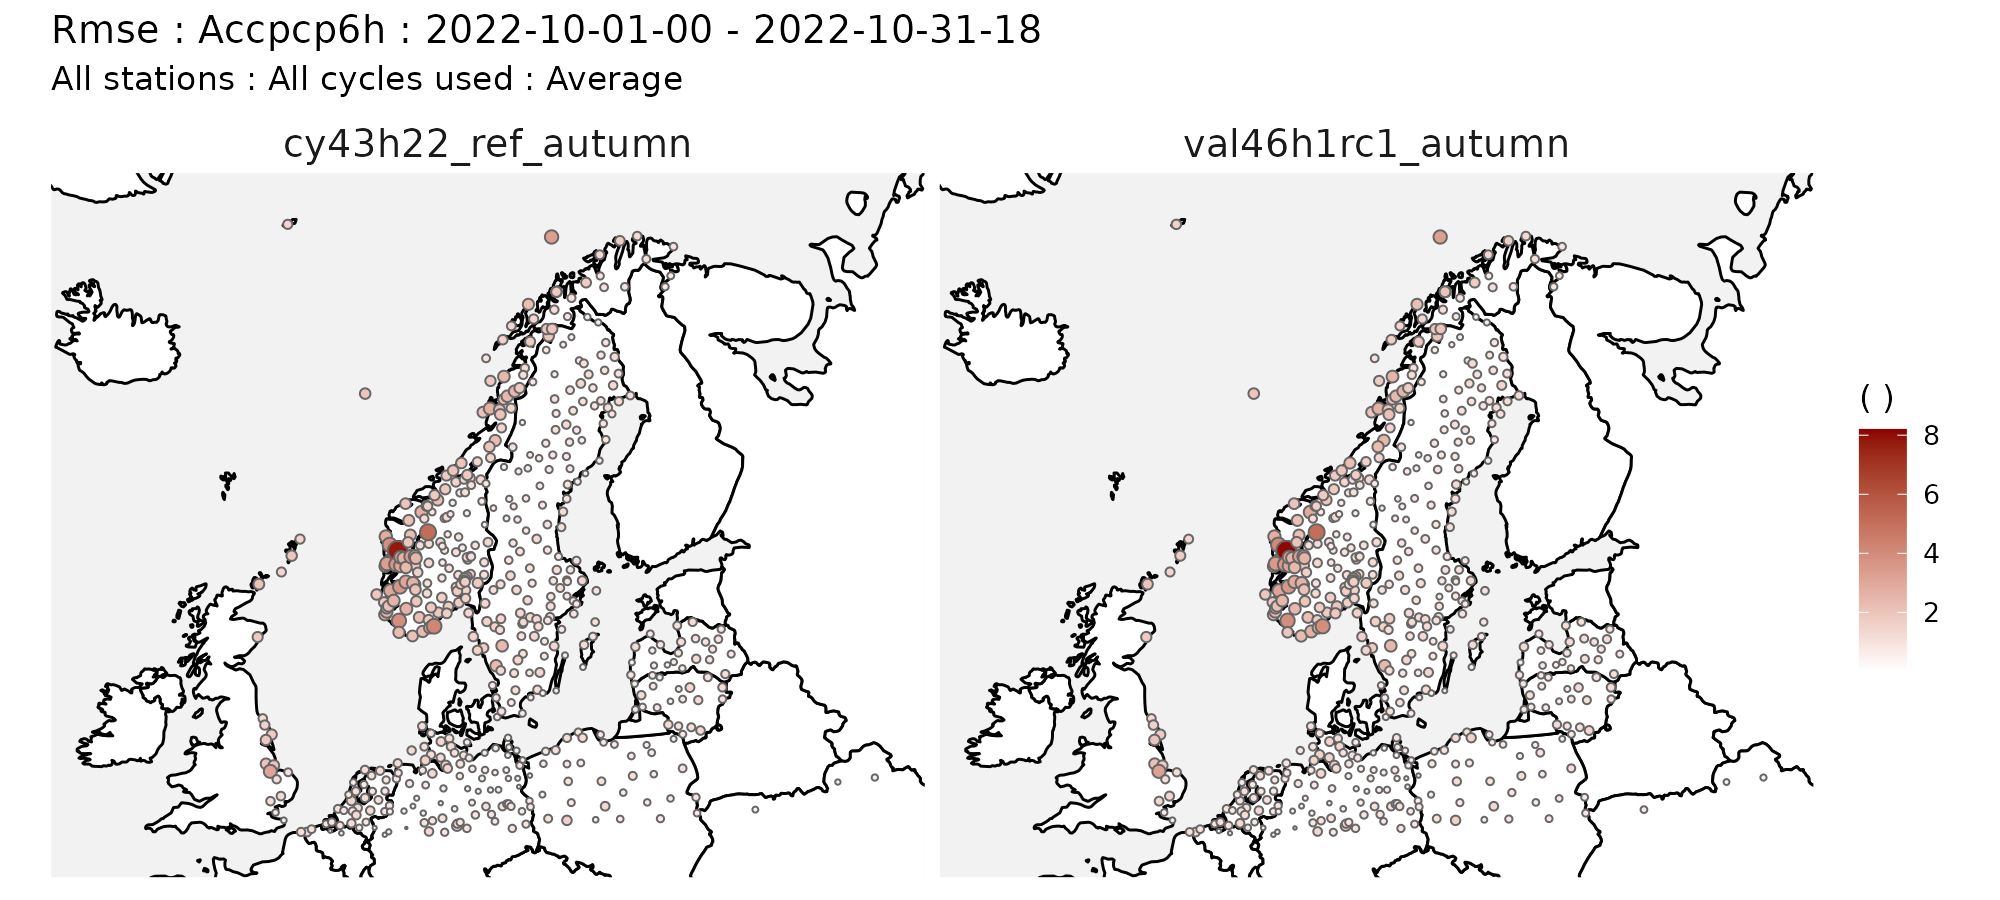 Rmse : Accpcp6h : 2022-10-01-00 - 2022-10-31-18
All stations : All cycles used : Average
cy43h22_ref_autumn
val46h1rc1_autumn
( )
8
6
4
2